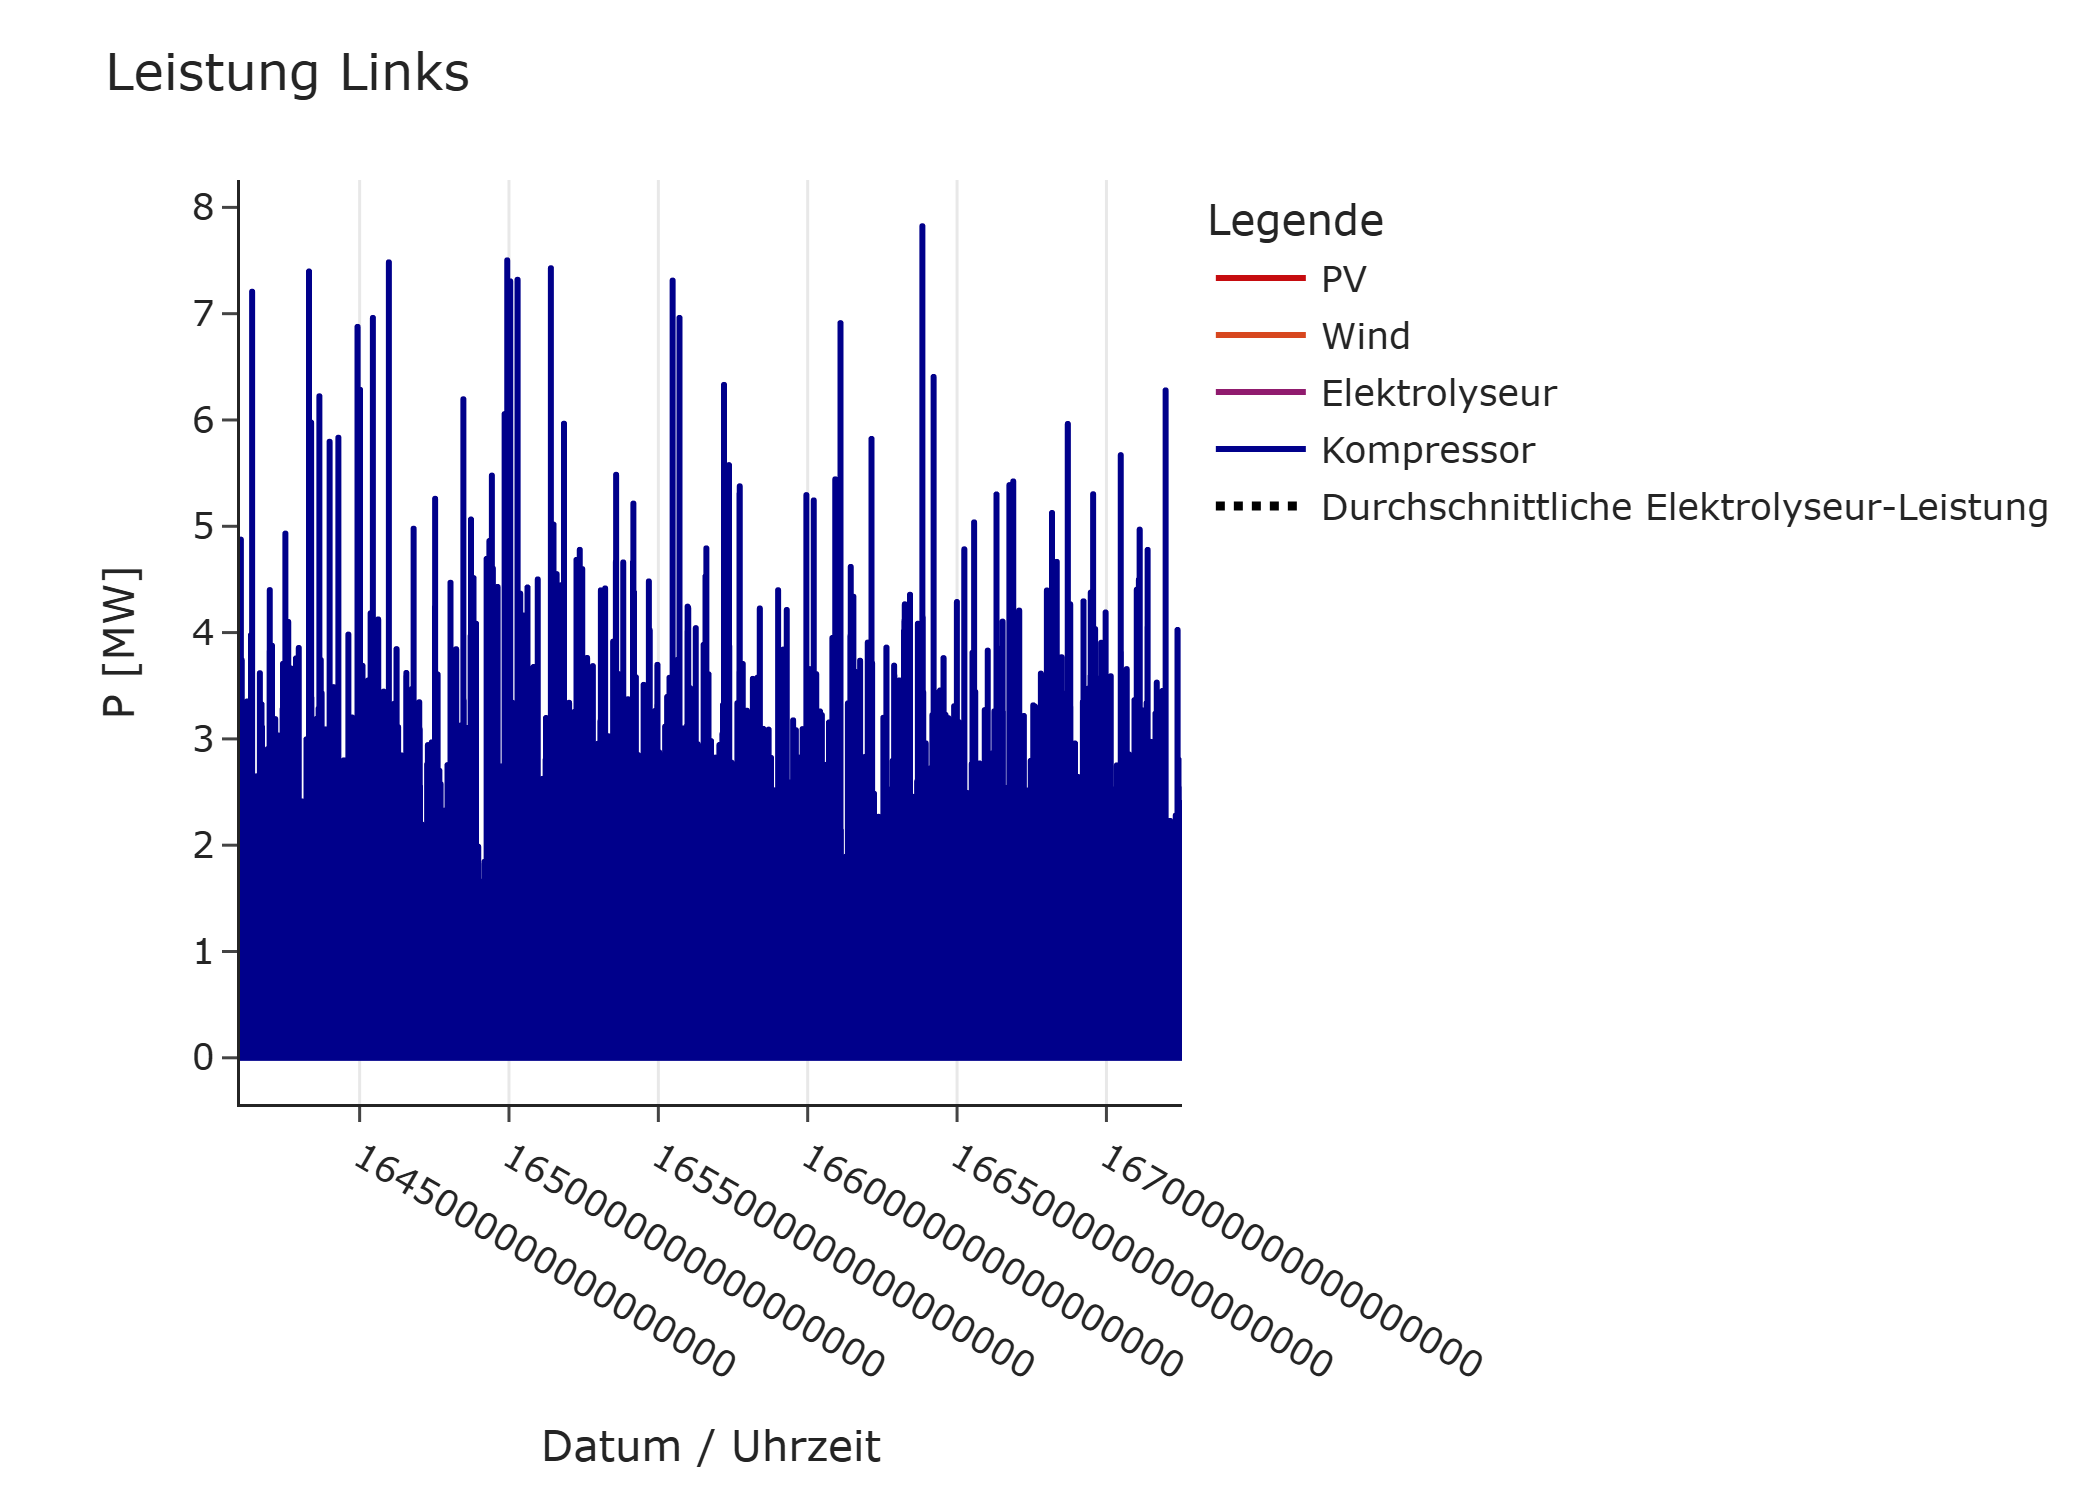 Leistung Links
8
7
6
5
4
3
2
1
0
P [MW]
1645000000000000000
1650000000000000000
1655000000000000000
1660000000000000000
1665000000000000000
1670000000000000000
Datum / Uhrzeit
Legende
PV
Wind
Elektrolyseur
Kompressor
Durchschnittliche Elektrolyseur-Leistung